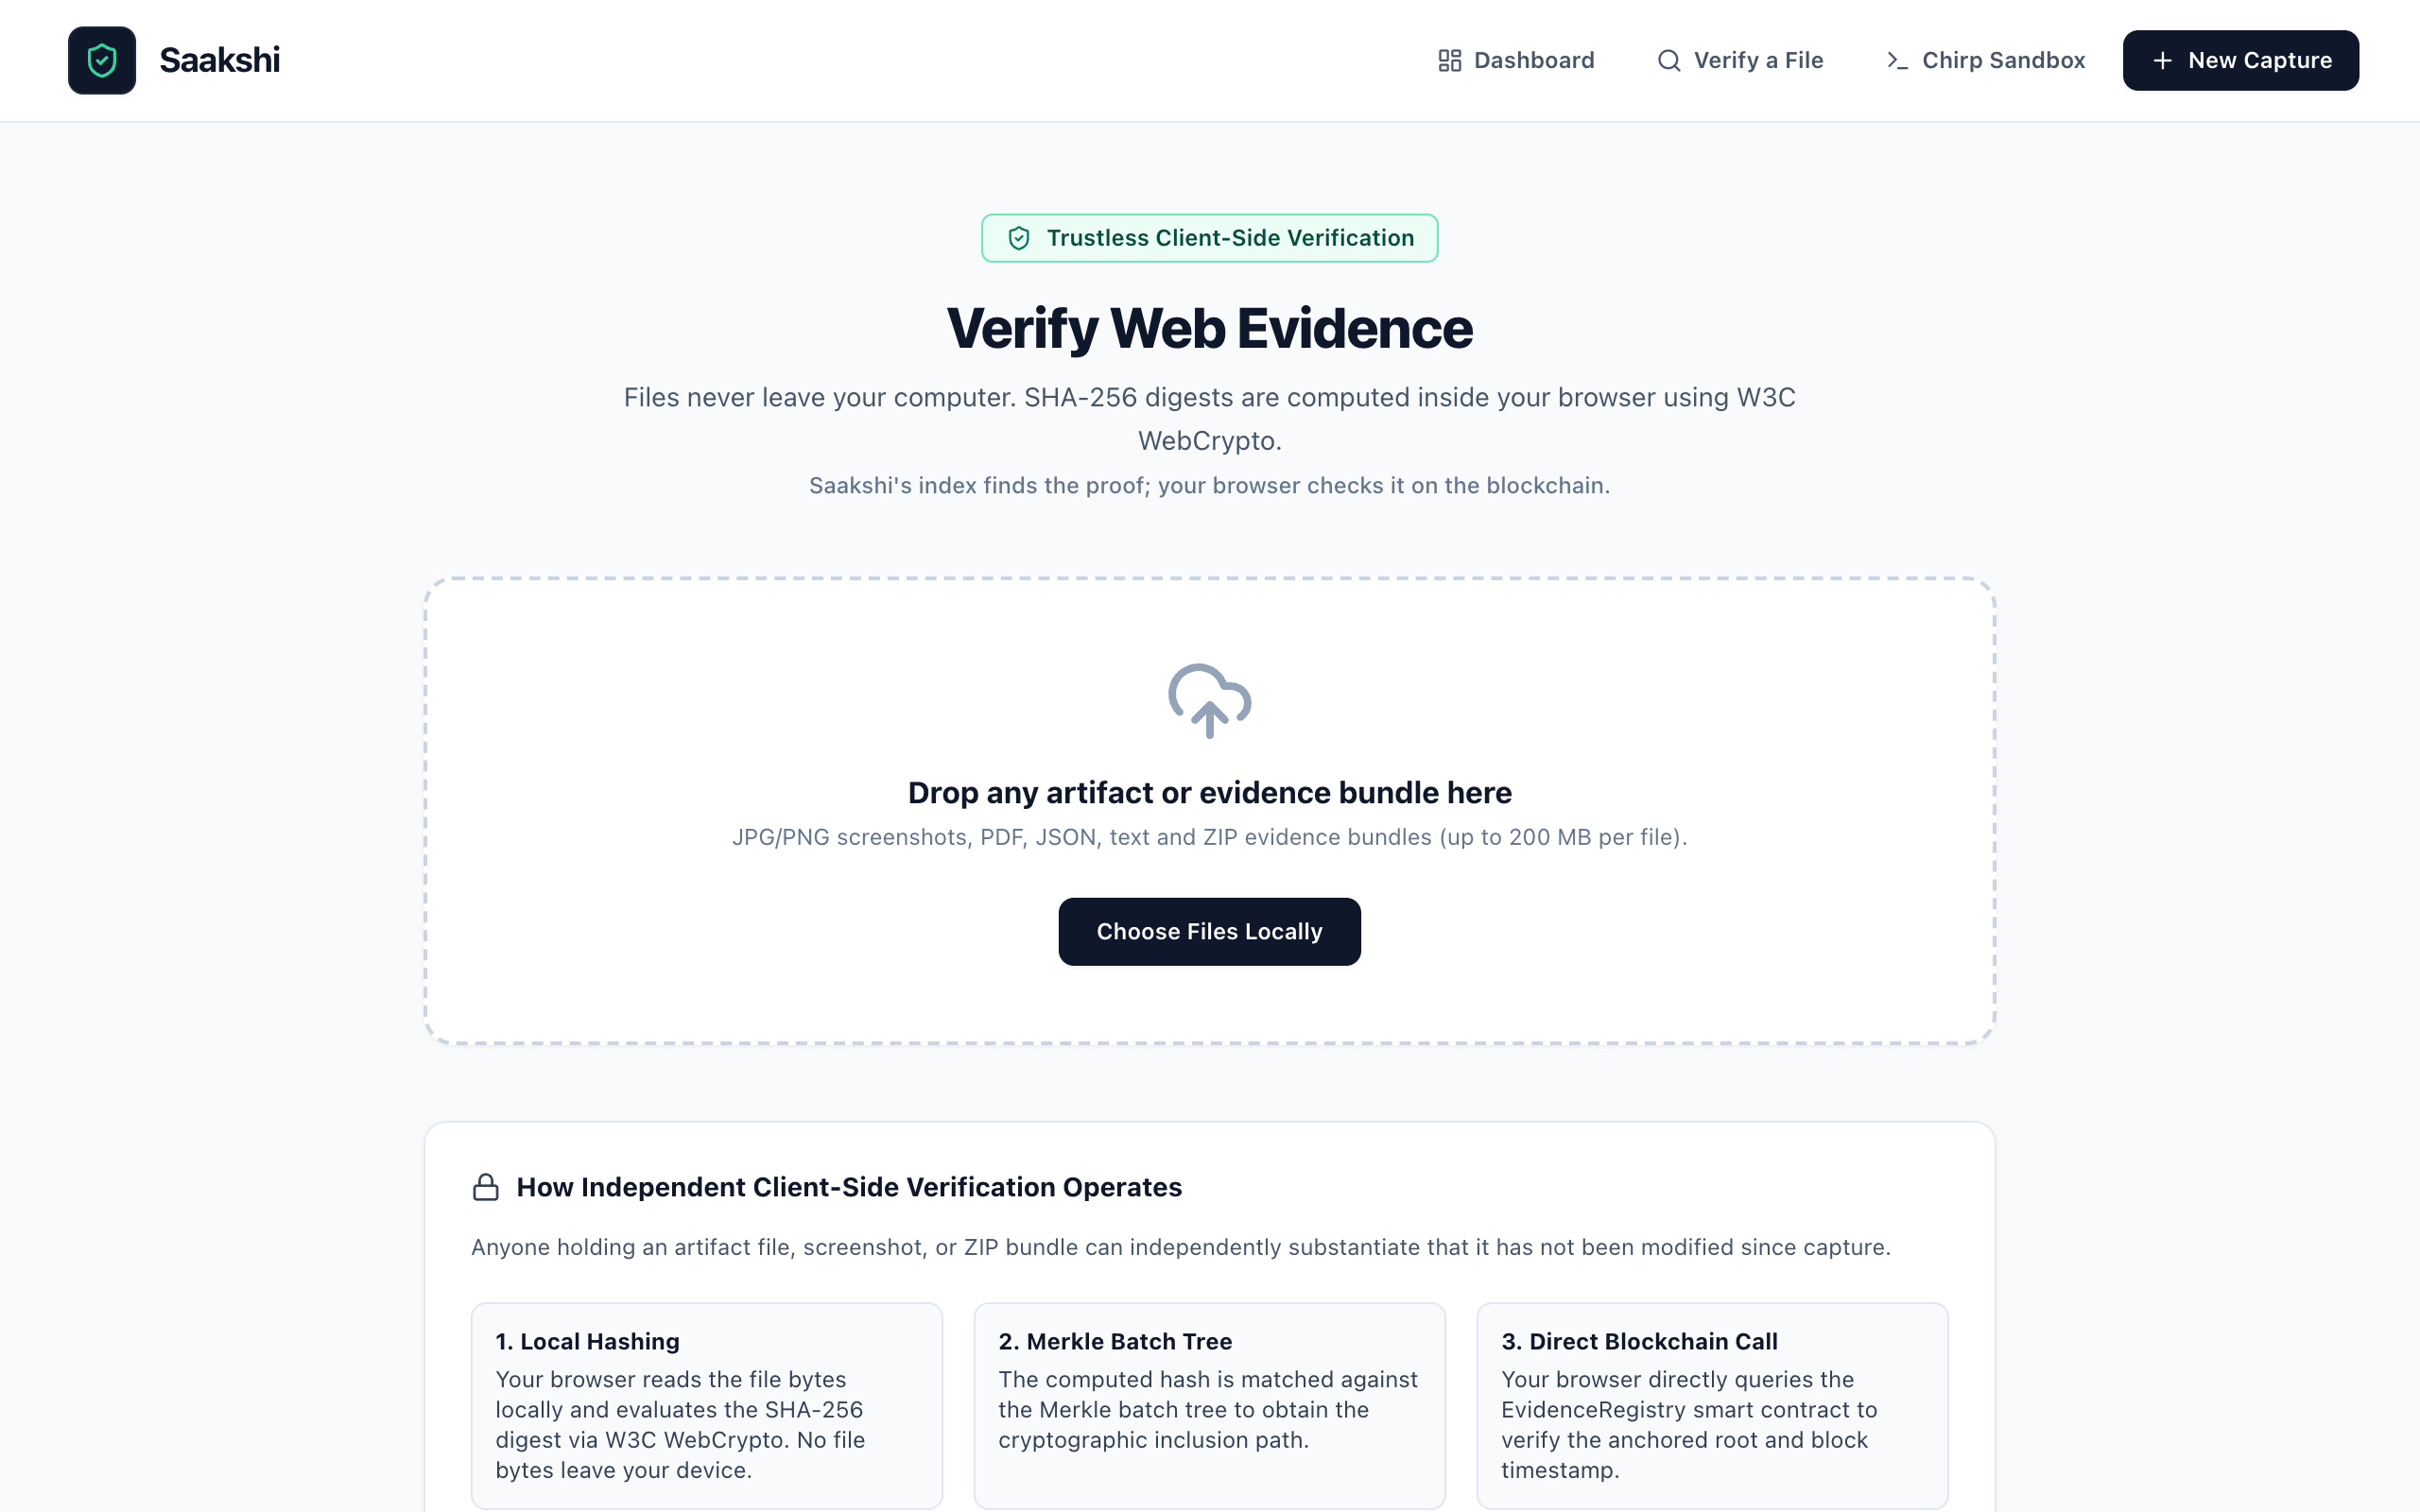 Saakshi
Dashboard
Verify a File
Chirp Sandbox
New Capture
Trustless Client-Side Verification
Verify Web Evidence
Files never leave your computer. SHA-256 digests are computed inside your browser using W3C
WebCrypto.
Saakshi's index finds the proof; your browser checks it on the blockchain.
Drop any artifact or evidence bundle here
JPG/PNG screenshots, PDF, JSON, text and ZIP evidence bundles (up to 200 MB per file).
Choose Files Locally
How Independent Client-Side Verification Operates
Anyone holding an artifact file, screenshot, or ZIP bundle can independently substantiate that it has not been modified since capture.
1. Local Hashing
Your browser reads the file bytes
locally and evaluates the SHA-256
digest via W3C WebCrypto. No file
bytes leave your device.
2. Merkle Batch Tree
The computed hash is matched against
the Merkle batch tree to obtain the
cryptographic inclusion path.
3. Direct Blockchain Call
Your browser directly queries the
EvidenceRegistry smart contract to
verify the anchored root and block
timestamp.